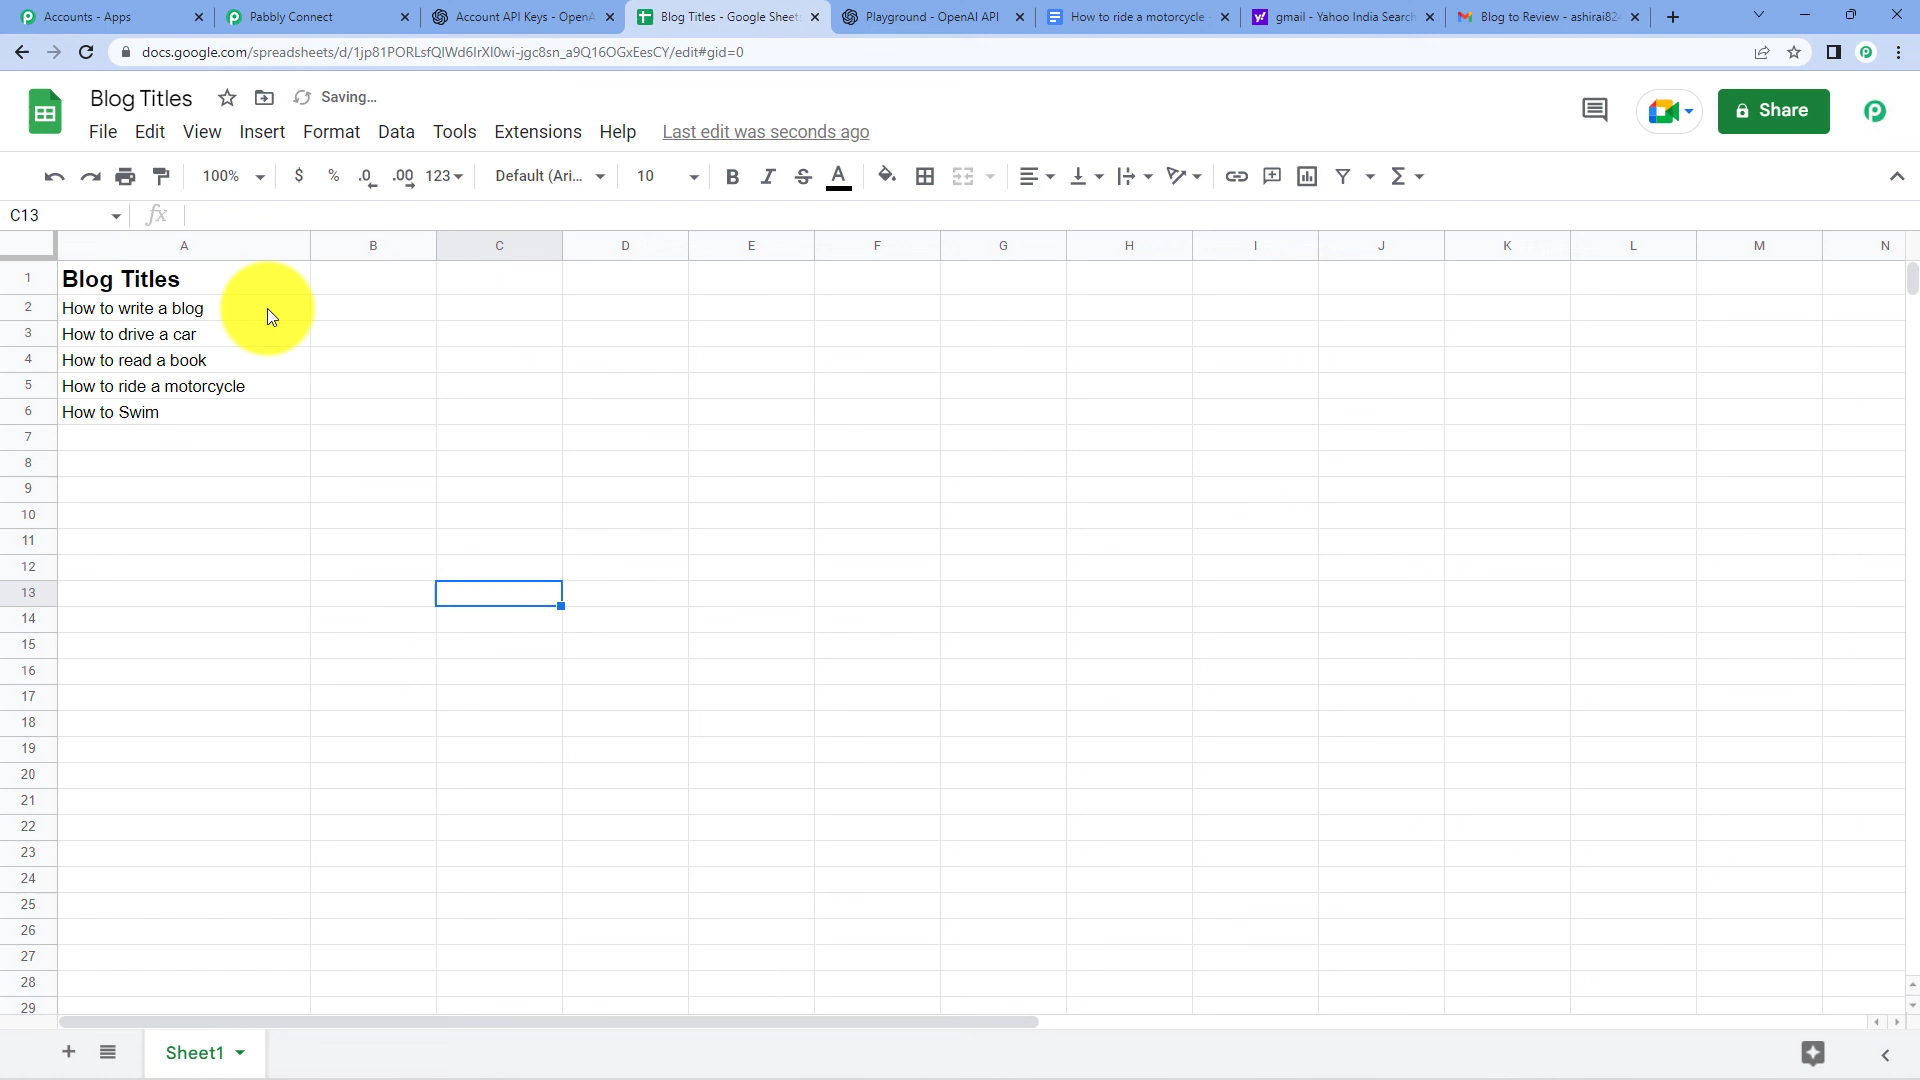 Accounts - Apps
Pabbly Connect
Account API Keys - OpenA
Blog Titles - Google Sheets
Playground - OpenAI API
How to ride a motorcycle
gmail - Yahoo India Search
Blog to Review - ashirai82
docs.google.com/spreadsheets/d/1jp81PORLsfQIWd6IrXI0wi-jgc8sn_a9Q16OGxEesCY/edit#gid=0
Blog Titles
Saving...
File Edit View Insert Format Data Tools Extensions Help Last edit was seconds ago
Share
100% $ % .0 .00 123 Default (Ari... 10 B I S A
C13 fx
A B C D E F G H I J K L M N
1 Blog Titles
2 How to write a blog
3 How to drive a car
4 How to read a book
5 How to ride a motorcycle
6 How to Swim
7
8
9
10
11
12
13
14
15
16
17
18
19
20
21
22
23
24
25
26
27
28
29
Sheet1